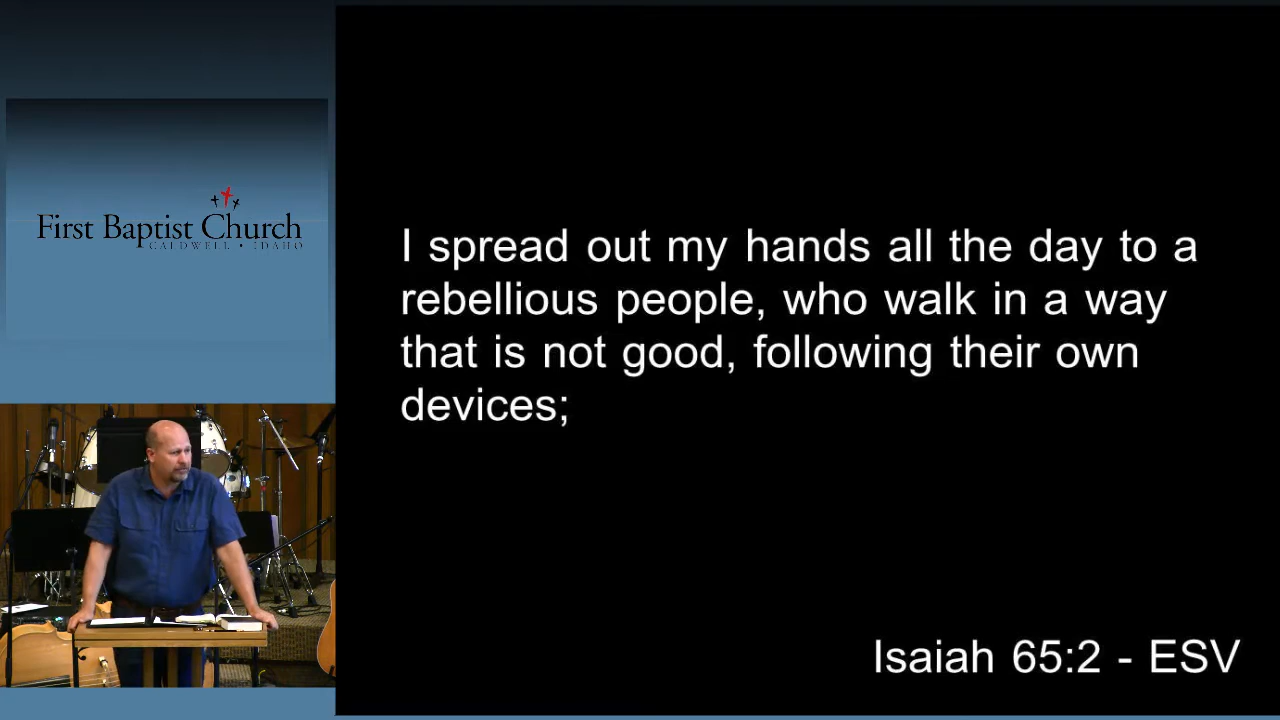 First Baptist Church
CALDWELL • IDAHO
I spread out my hands all the day to a
rebellious people, who walk in a way
that is not good, following their own
devices;
Isaiah 65:2 - ESV